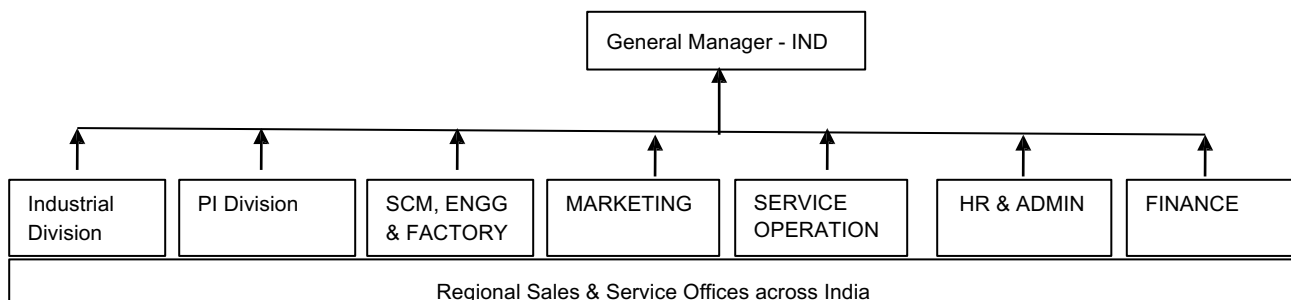 General Manager - IND
Industrial
Division
PI Division
SCM, ENGG
& FACTORY
MARKETING
SERVICE
OPERATION
HR & ADMIN
FINANCE
Regional Sales & Service Offices across India